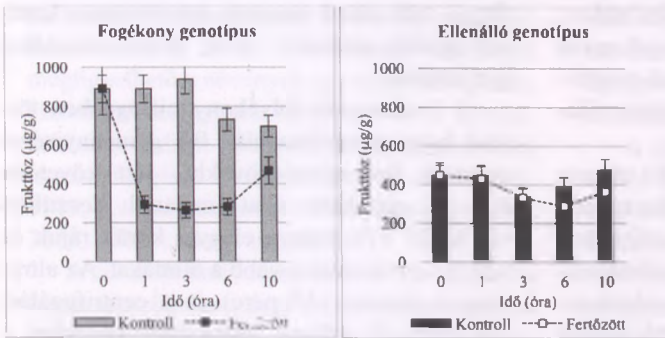 Fogékony genotípus
1000
800
600
400
200
0
Fruktóz (µg/g)
0 1 3 6 10
Idő (óra)
Kontroll
Ellenálló genotípus
1000
800
600
400
200
0
Fruktóz (µg/g)
0 1 3 6 10
Idő (óra)
Kontroll Fertőzött